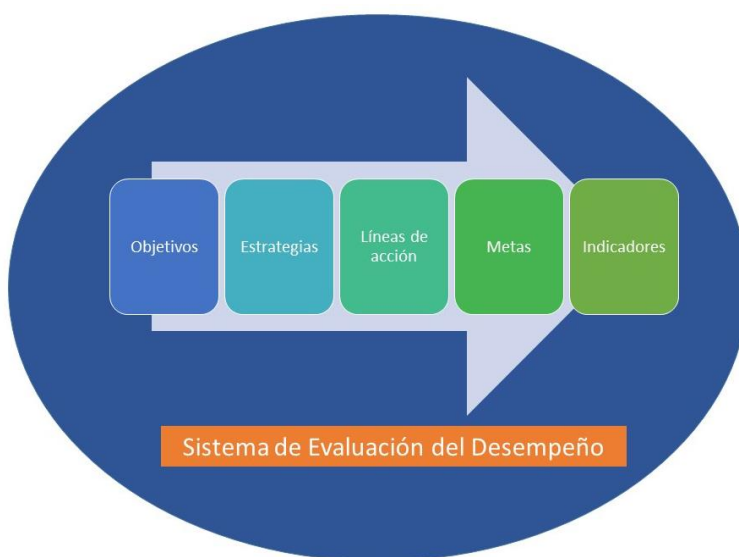 Objetivos
Estrategias
Líneas de
acción
Metas
Indicadores
Sistema de Evaluación del Desempeño